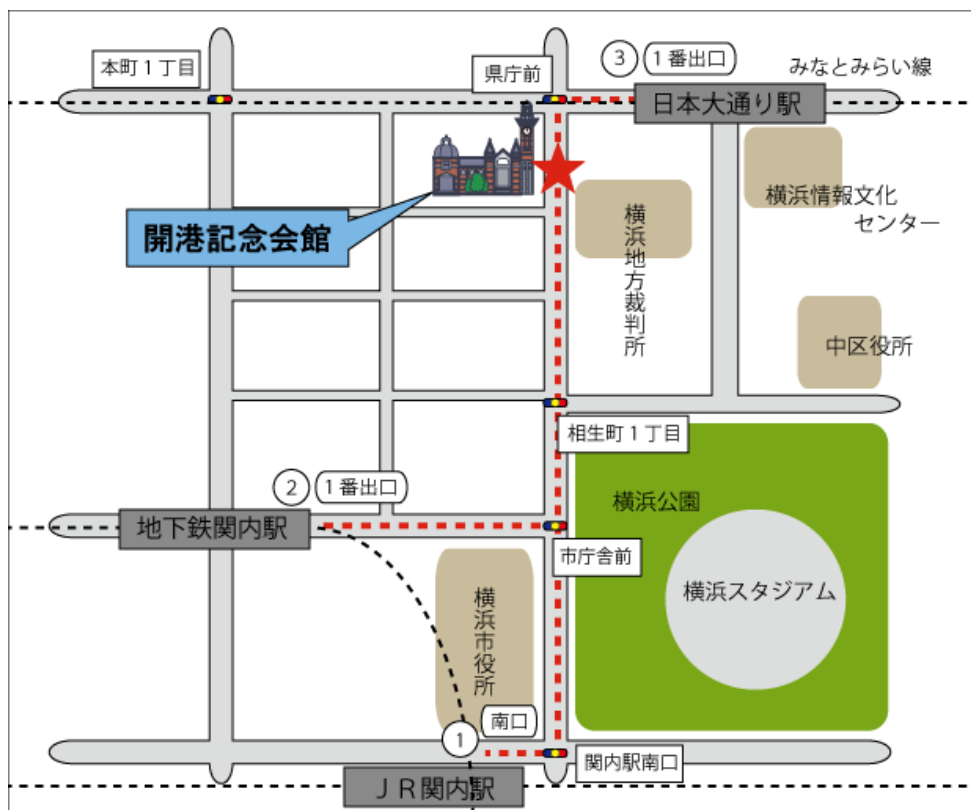 本町1丁目
県庁前
③
1番出口
みなとみらい線
日本大通り駅
開港記念会館
横浜地方裁判所
横浜情報文化
センター
中区役所
相生町1丁目
②
1番出口
横浜公園
地下鉄関内駅
市庁舎前
横浜スタジアム
横浜市役所
南口
①
関内駅南口
JR関内駅